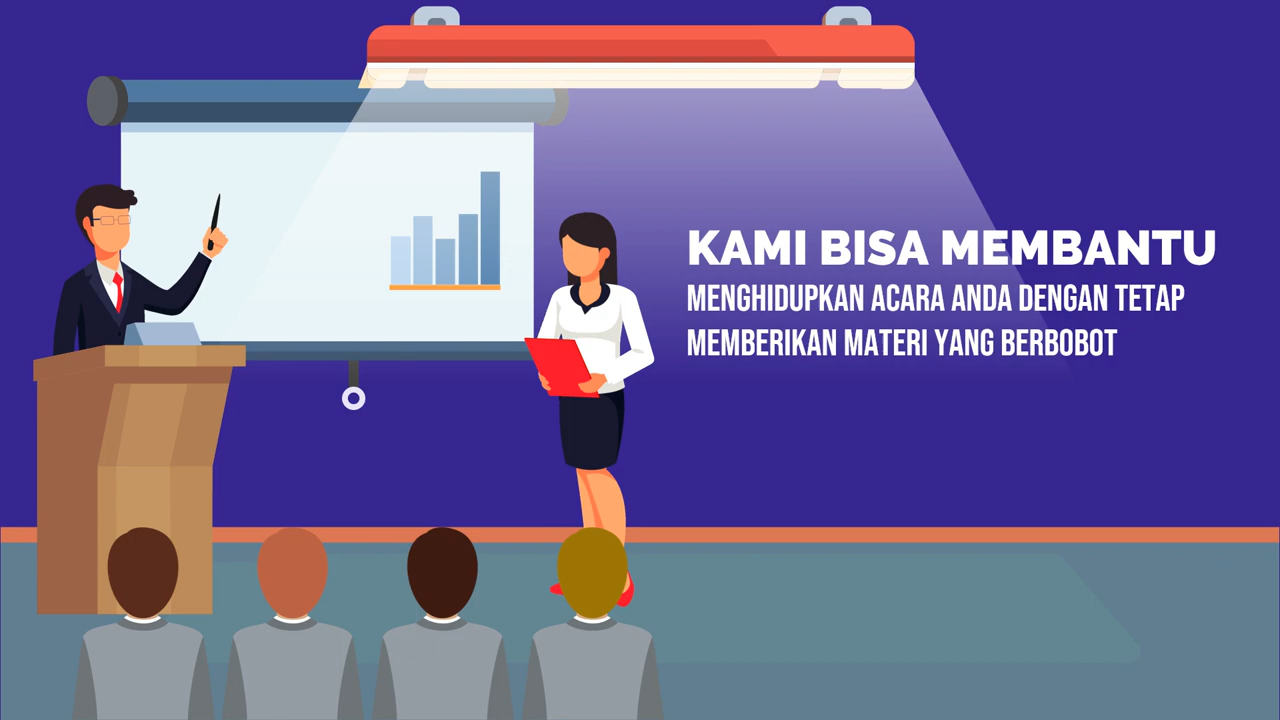 KAMI BISA MEMBANTU
MENGHIDUPKAN ACARA ANDA DENGAN TETAP
MEMBERIKAN MATERI YANG BERBOBOT